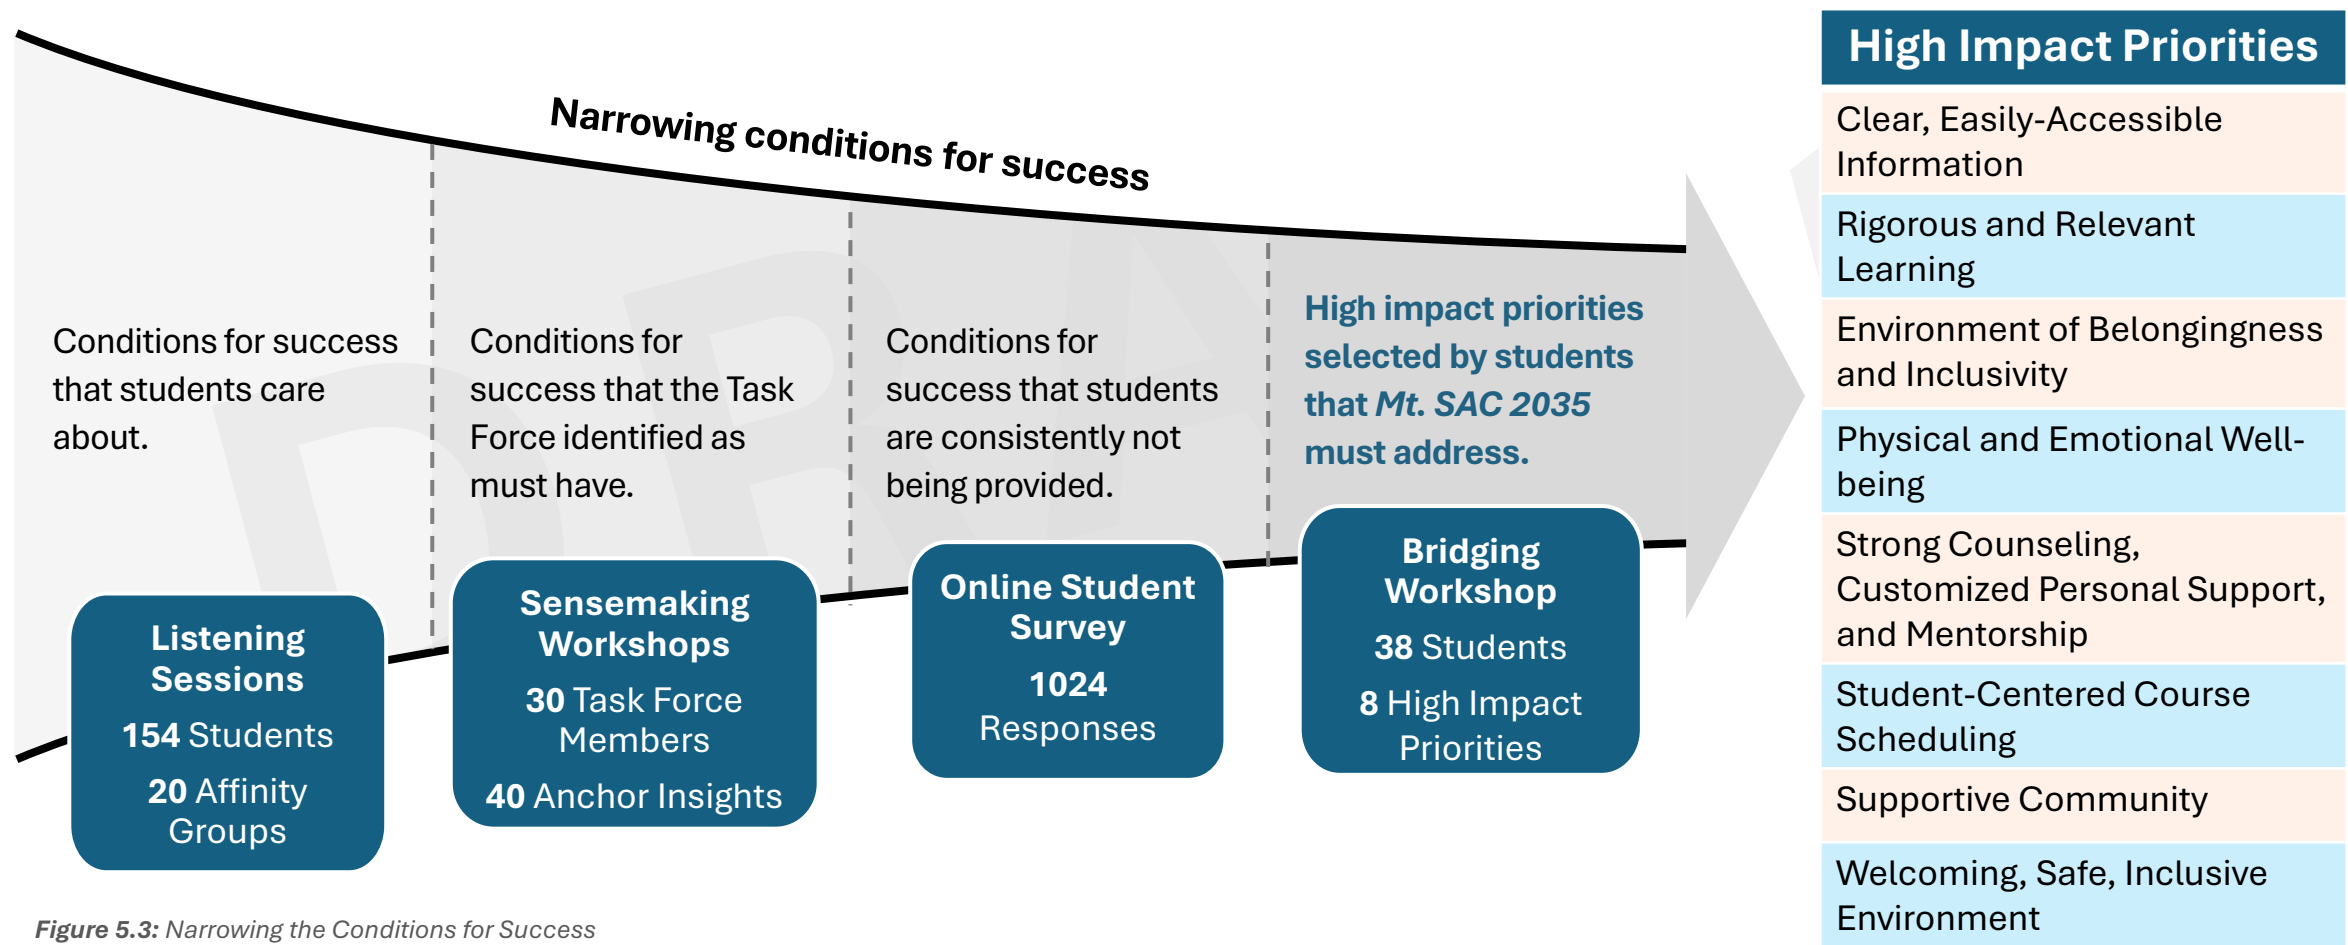 Narrowing conditions for success
Conditions for success
that students care
about.
Listening
Sessions
154 Students
20 Affinity
Groups
Conditions for
success that the Task
Force identified as
must have.
Sensemaking
Workshops
30 Task Force
Members
40 Anchor Insights
Conditions for
success that students
are consistently not
being provided.
Online Student
Survey
1024
Responses
High impact priorities
selected by students
that Mt. SAC 2035
must address.
Bridging
Workshop
38 Students
8 High Impact
Priorities
High Impact Priorities
Clear, Easily-Accessible
Information
Rigorous and Relevant
Learning
Environment of Belongingness
and Inclusivity
Physical and Emotional Well-
being
Strong Counseling,
Customized Personal Support,
and Mentorship
Student-Centered Course
Scheduling
Supportive Community
Welcoming, Safe, Inclusive
Environment
Figure 5.3: Narrowing the Conditions for Success